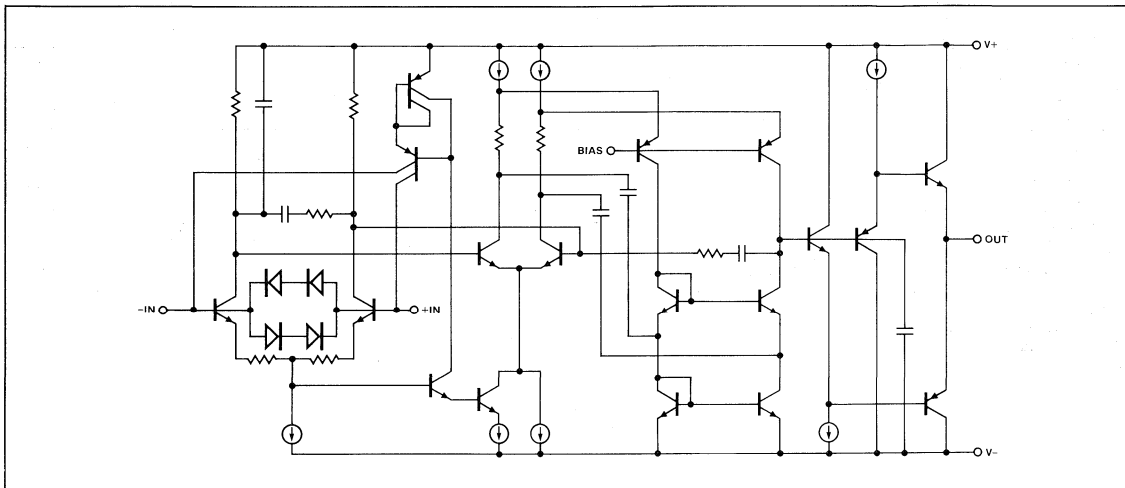 V+
BIAS
OUT
-IN
+IN
V-